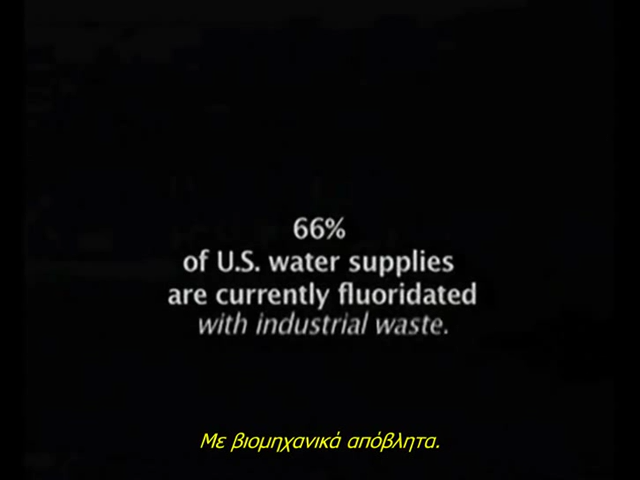 66%
of U.S. water supplies
are currently fluoridated
with industrial waste.
Με βιομηχανικά απόβλητα.